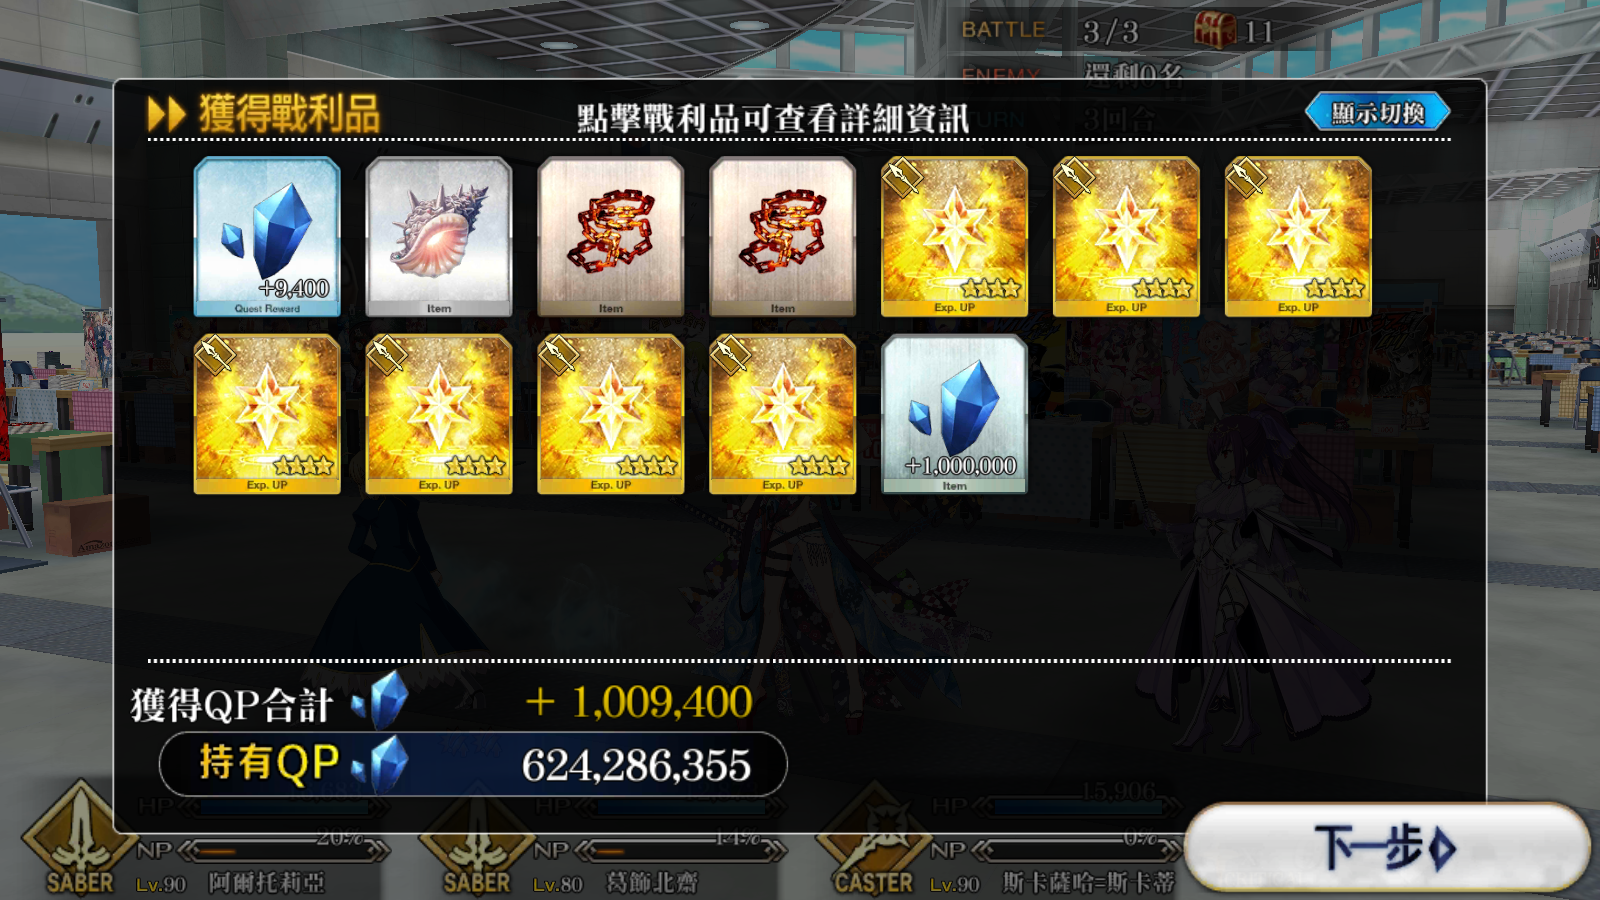 BATTLE 3/3 11
ENEMY 還剩0名
TURN 3回合
獲得戰利品 點擊戰利品可查看詳細資訊 顯示切換
+9,400
Quest Reward Item Item Item Exp. UP Exp. UP Exp. UP
+1,000,000
Exp. UP Exp. UP Exp. UP Exp. UP Item
獲得QP合計 + 1,009,400
持有QP 624,286,355
HP HP HP 15,906
NP 20% NP 14% NP 0%
SABER Lv.90 阿爾托莉亞 SABER Lv.80 葛飾北齋 CASTER Lv.90 斯卡薩哈=斯卡蒂
下一步